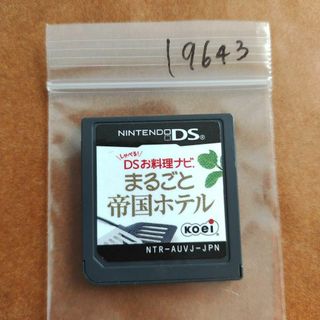 19643
NINTENDO DS
しゃべる!
DSお料理ナビ
まるごと
帝国ホテル
KOEI
NTR-AUVJ-JPN